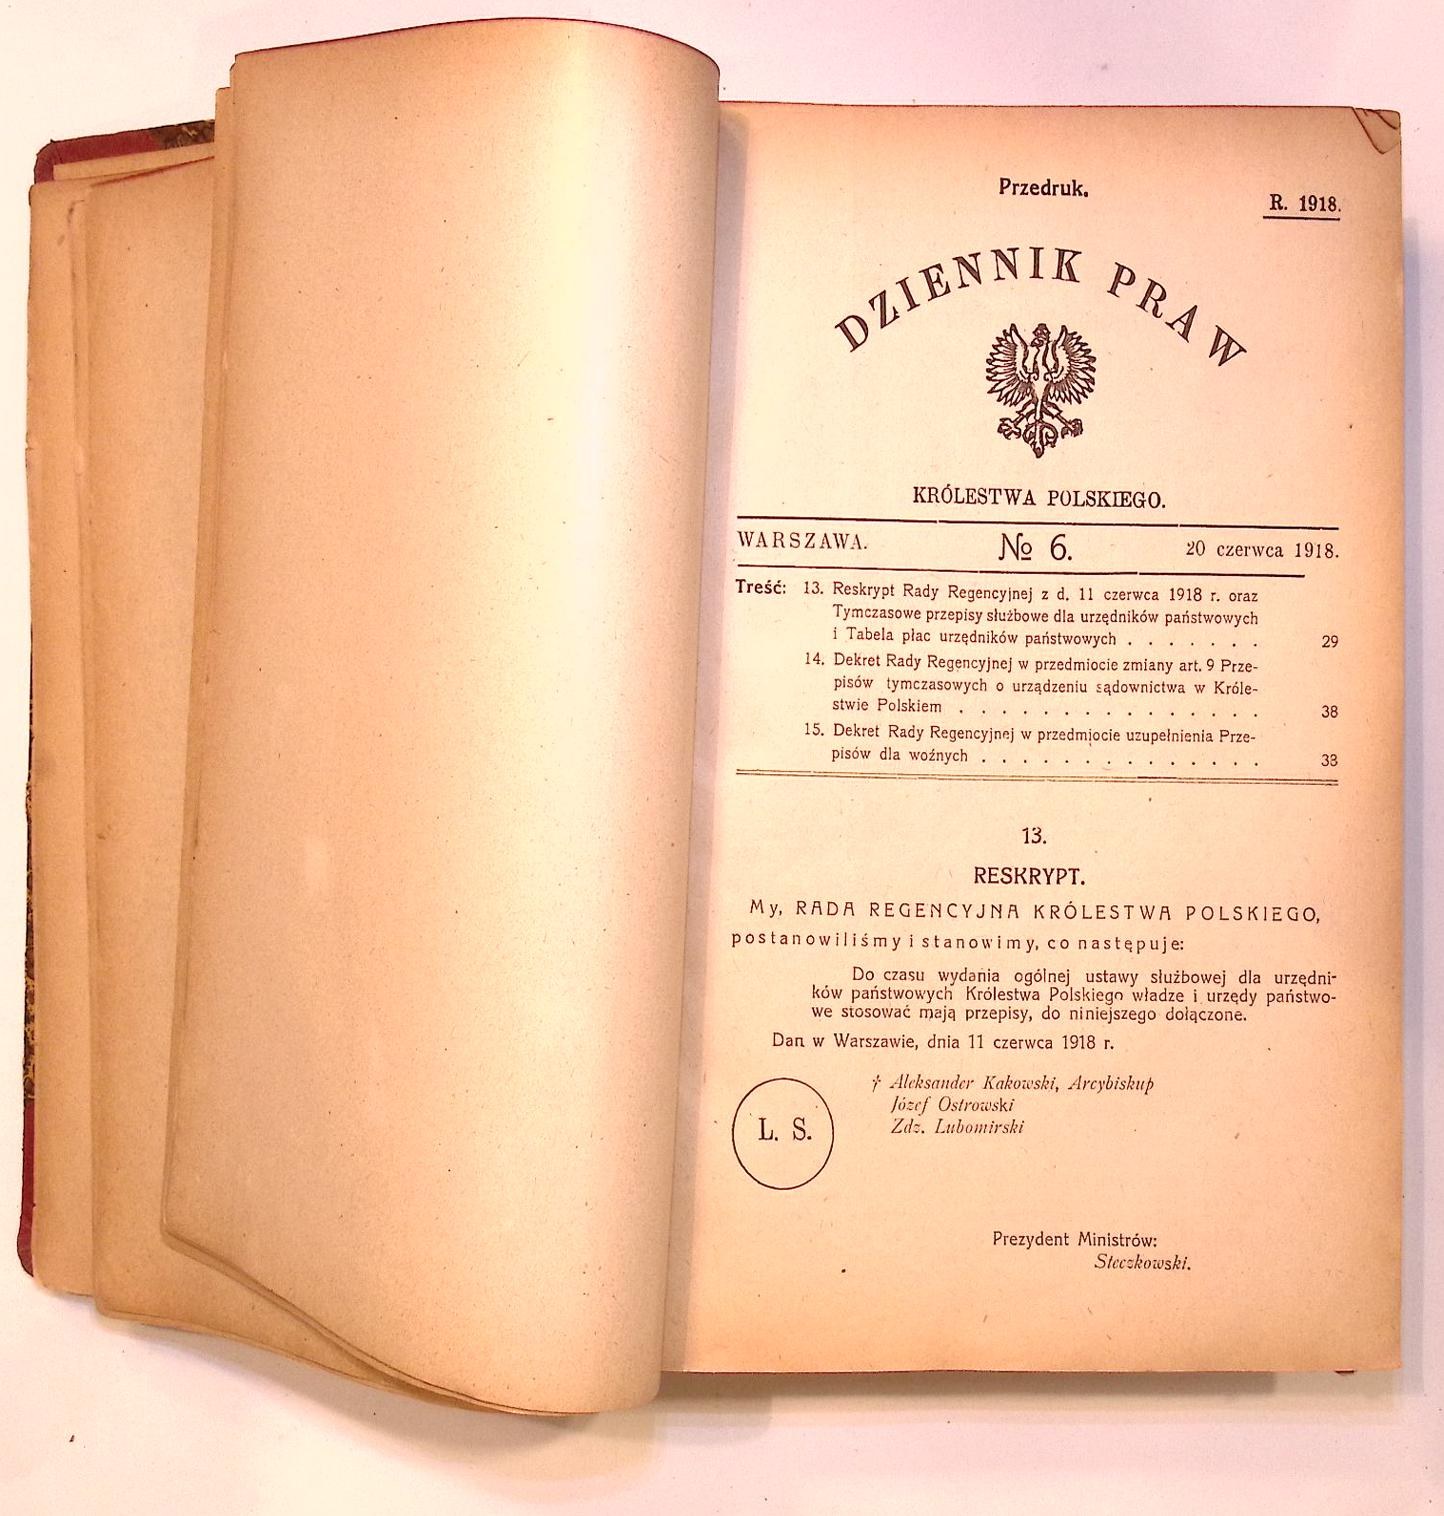 Przedruk.
R. 1918.
DZIENNIK PRAW
KRÓLESTWA POLSKIEGO.
WARSZAWA. № 6. 20 czerwca 1918.
Treść: 13. Reskrypt Rady Regencyjnej z d. 11 czerwca 1918 r. oraz
Tymczasowe przepisy służbowe dla urzędników państwowych
i Tabela płac urzędników państwowych . . . . . . . 29
14. Dekret Rady Regencyjnej w przedmiocie zmiany art. 9 Prze-
pisów tymczasowych o urządzeniu sądownictwa w Króle-
stwie Polskiem . . . . . . . . . . . . . . . 38
15. Dekret Rady Regencyjnej w przedmiocie uzupełnienia Prze-
pisów dla woźnych . . . . . . . . . . . . . . 33
13.
RESKRYPT.
My, RADA REGENCYJNA KRÓLESTWA POLSKIEGO,
postanowiliśmy i stanowimy, co następuje:
Do czasu wydania ogólnej ustawy służbowej dla urzędni-
ków państwowych Królestwa Polskiego władze i urzędy państwo-
we stosować mają przepisy, do niniejszego dołączone.
Dan w Warszawie, dnia 11 czerwca 1918 r.
† Aleksander Kakowski, Arcybiskup
Józef Ostrowski
Zdz. Lubomirski
L. S.
Prezydent Ministrów:
Steczkowski.